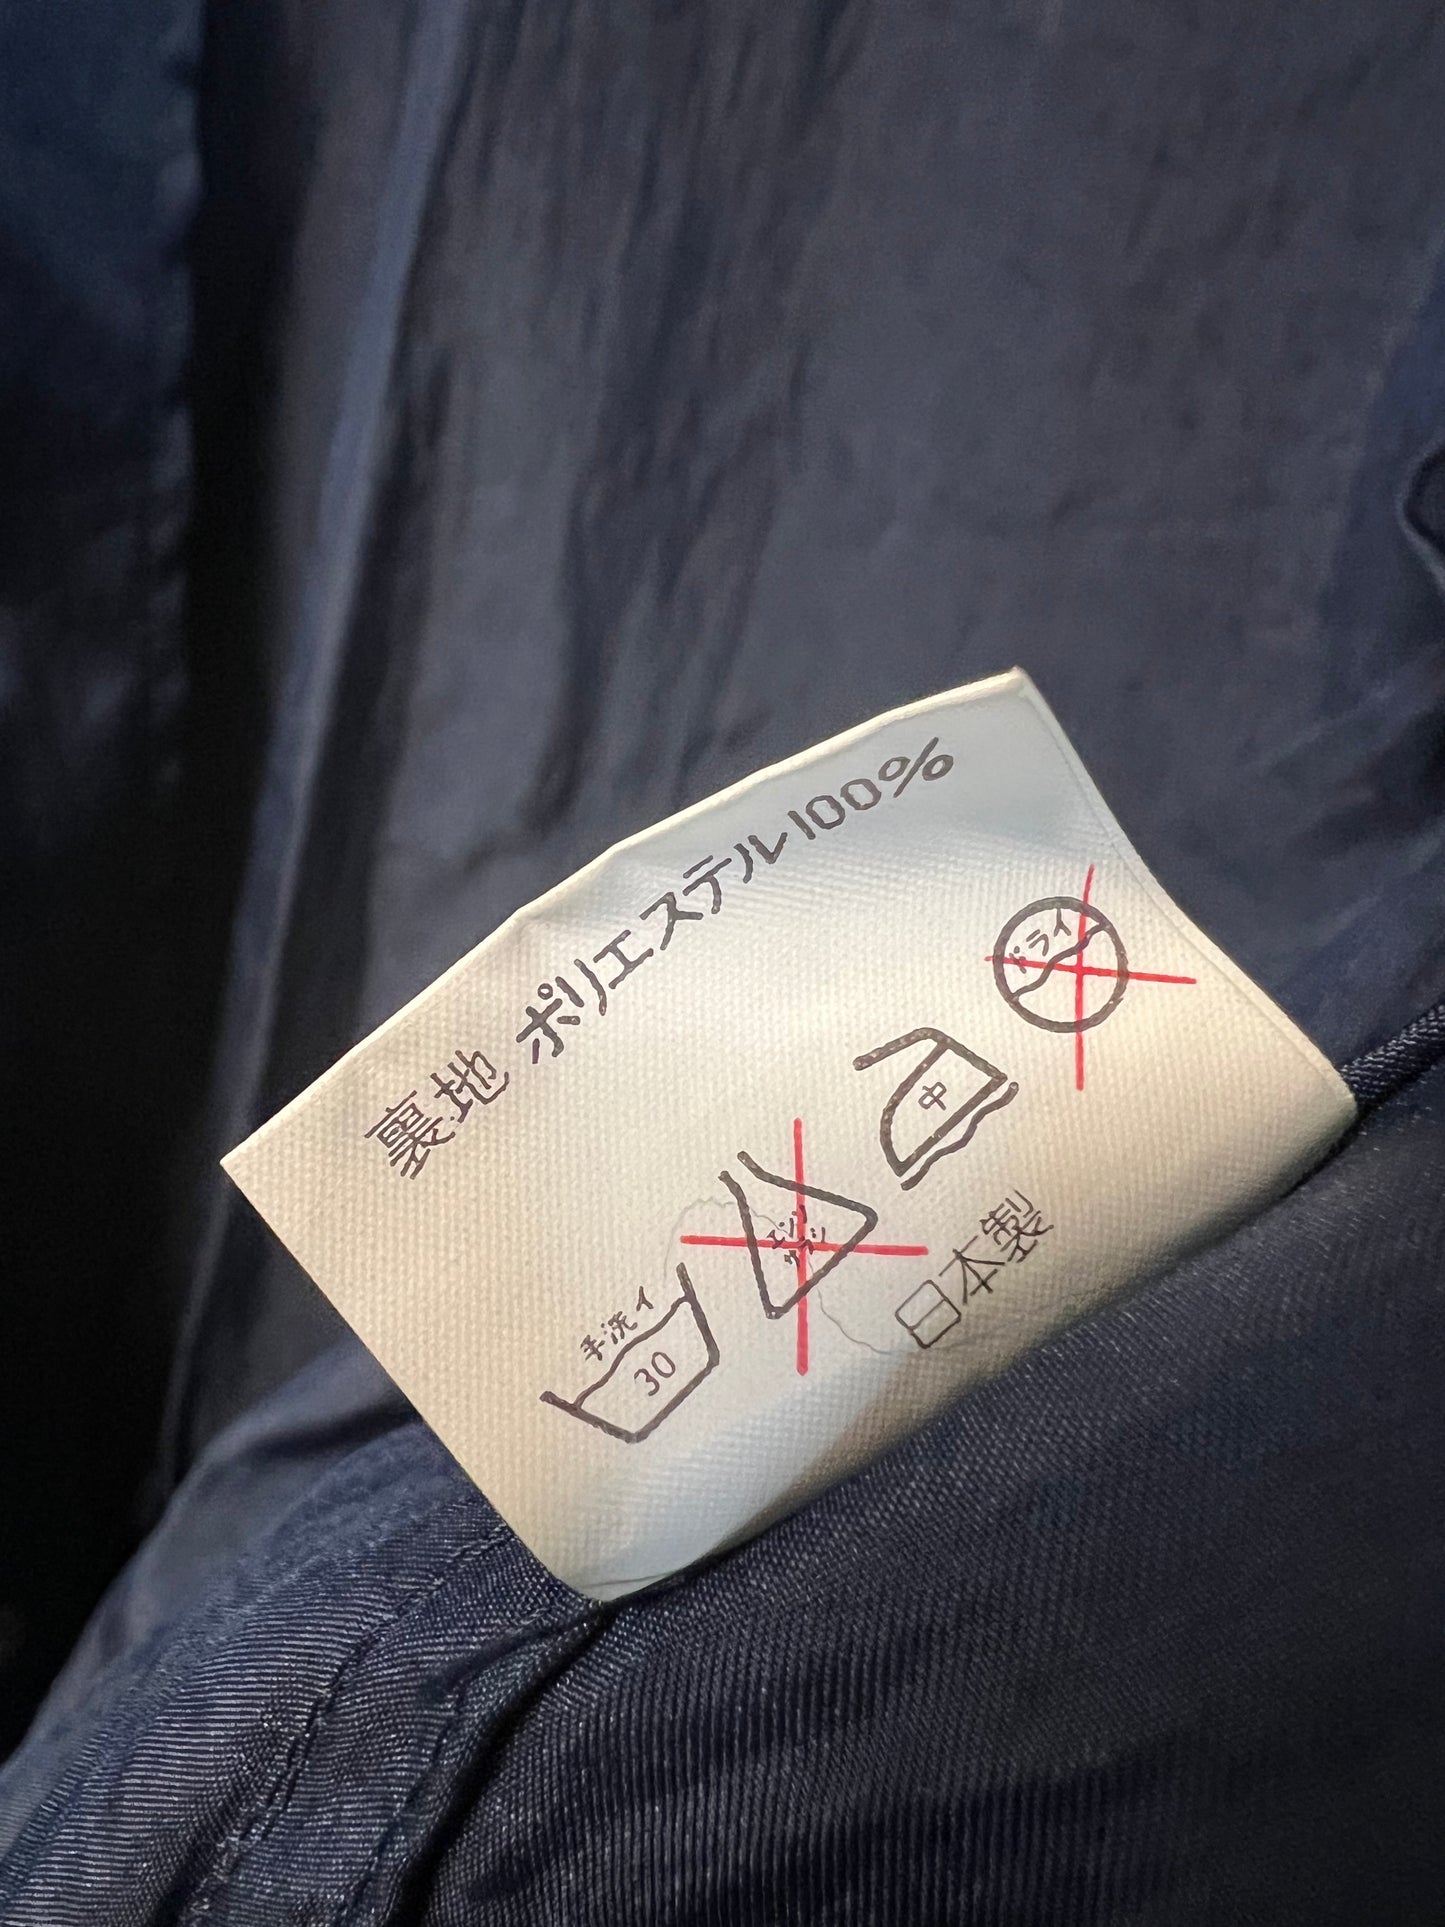 裏地 ポリエステル100%
手洗イ
30
エンソ
サラシ
中
ドライ
日本製